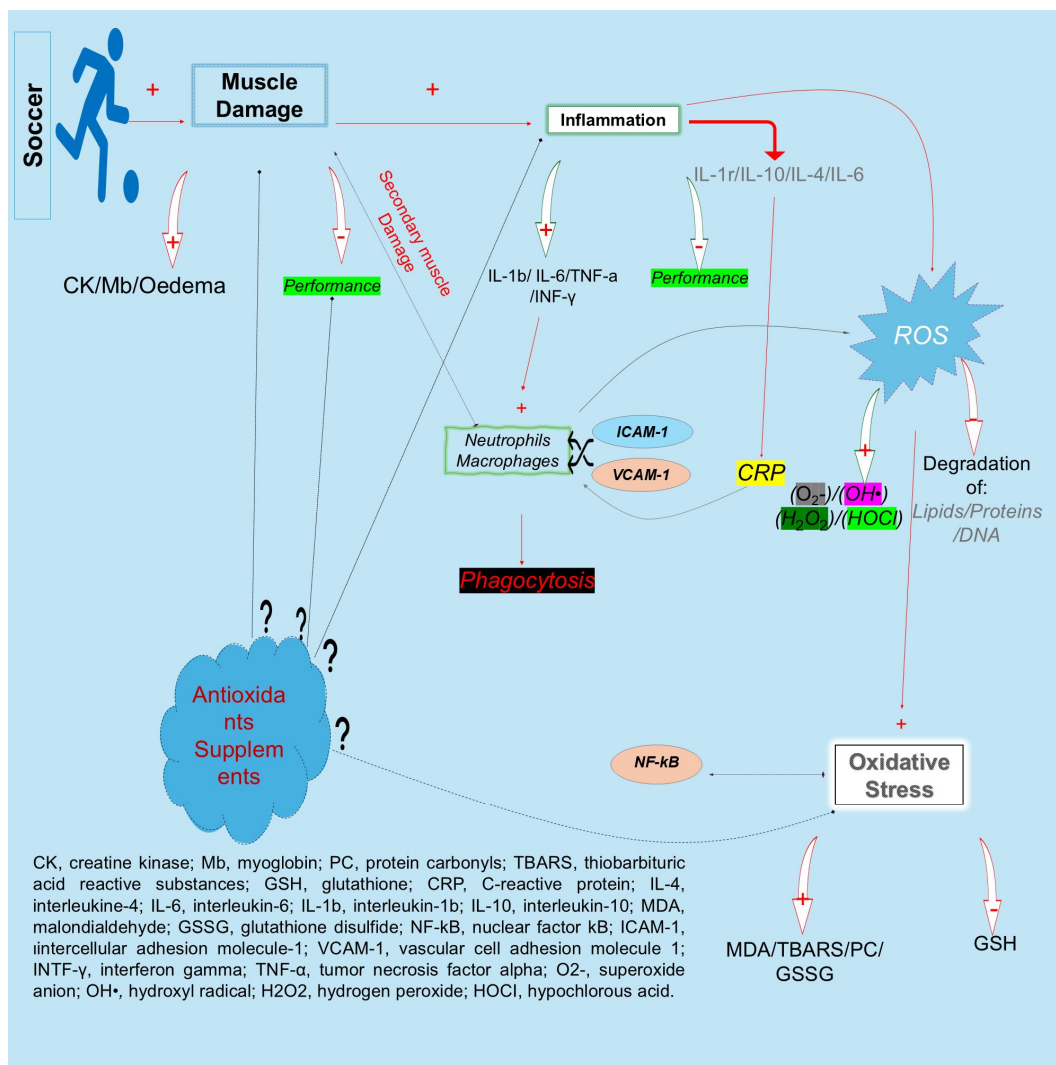 Soccer
+
Muscle
Damage
+
Inflammation
IL-1r/IL-10/IL-4/IL-6
+
CK/Mb/Oedema
-
Performance
Secondary muscle
Damage
+
IL-1b/ IL-6/TNF-a
/INF-γ
-
Performance
ROS
+
Neutrophils
Macrophages
ICAM-1
VCAM-1
CRP
+
-
(O2-)/(OH•)
(H2O2)/(HOCl)
Degradation
of:
Lipids/Proteins
/DNA
Phagocytosis
?
?
?
?
Antioxida
nts
Supplem
ents
+
NF-kB
Oxidative
Stress
+
-
MDA/TBARS/PC/
GSSG
GSH
CK, creatine kinase; Mb, myoglobin; PC, protein carbonyls; TBARS, thiobarbituric
acid reactive substances; GSH, glutathione; CRP, C-reactive protein; IL-4,
interleukine-4; IL-6, interleukin-6; IL-1b, interleukin-1b; IL-10, interleukin-10; MDA,
malondialdehyde; GSSG, glutathione disulfide; NF-kB, nuclear factor kB; ICAM-1,
iintercellular adhesion molecule-1; VCAM-1, vascular cell adhesion molecule 1;
INTF-γ, interferon gamma; TNF-α, tumor necrosis factor alpha; O2-, superoxide
anion; OH•, hydroxyl radical; H2O2, hydrogen peroxide; HOCl, hypochlorous acid.